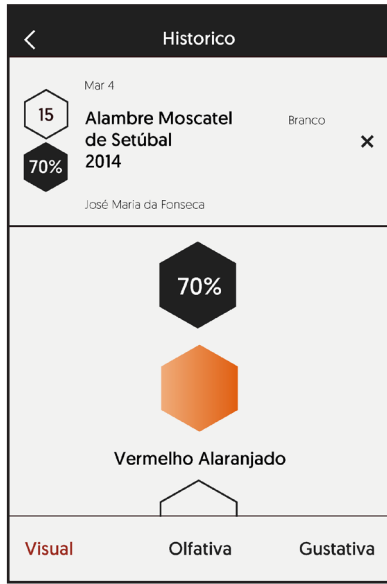 Historico
Mar 4
15
Alambre Moscatel
de Setúbal
2014
Branco
70%
José Maria da Fonseca
70%
Vermelho Alaranjado
Visual
Olfativa
Gustativa